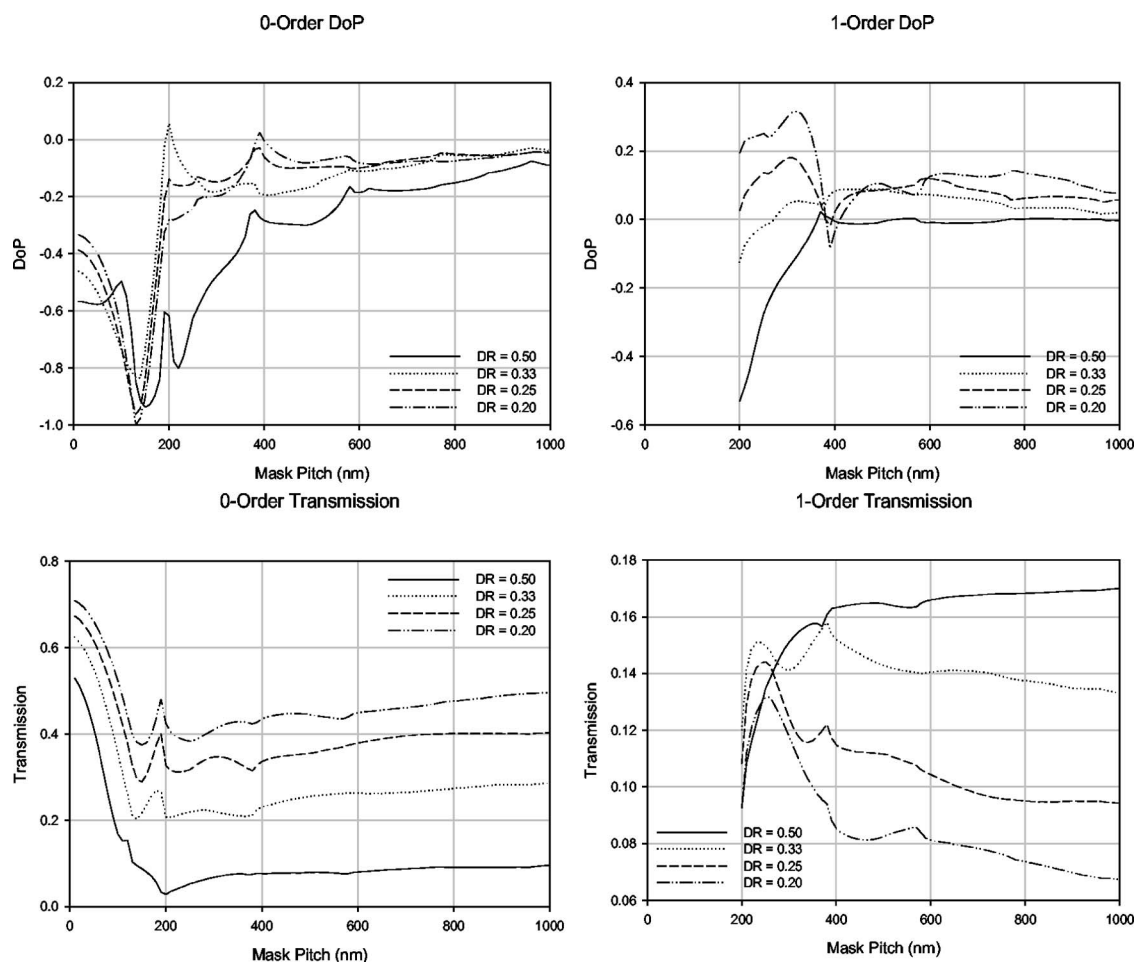 0-Order DoP
0.2
0.0
-0.2
-0.4
-0.6
-0.8
-1.0
DoP
DR = 0.50
DR = 0.33
DR = 0.25
DR = 0.20
0 200 400 600 800 1000
Mask Pitch (nm)
1-Order DoP
0.4
0.2
0.0
-0.2
-0.4
-0.6
DoP
DR = 0.50
DR = 0.33
DR = 0.25
DR = 0.20
0 200 400 600 800 1000
Mask Pitch (nm)
0-Order Transmission
0.8
0.6
0.4
0.2
0.0
Transmission
DR = 0.50
DR = 0.33
DR = 0.25
DR = 0.20
0 200 400 600 800 1000
Mask Pitch (nm)
1-Order Transmission
0.18
0.16
0.14
0.12
0.10
0.08
0.06
Transmission
DR = 0.50
DR = 0.33
DR = 0.25
DR = 0.20
0 200 400 600 800 1000
Mask Pitch (nm)